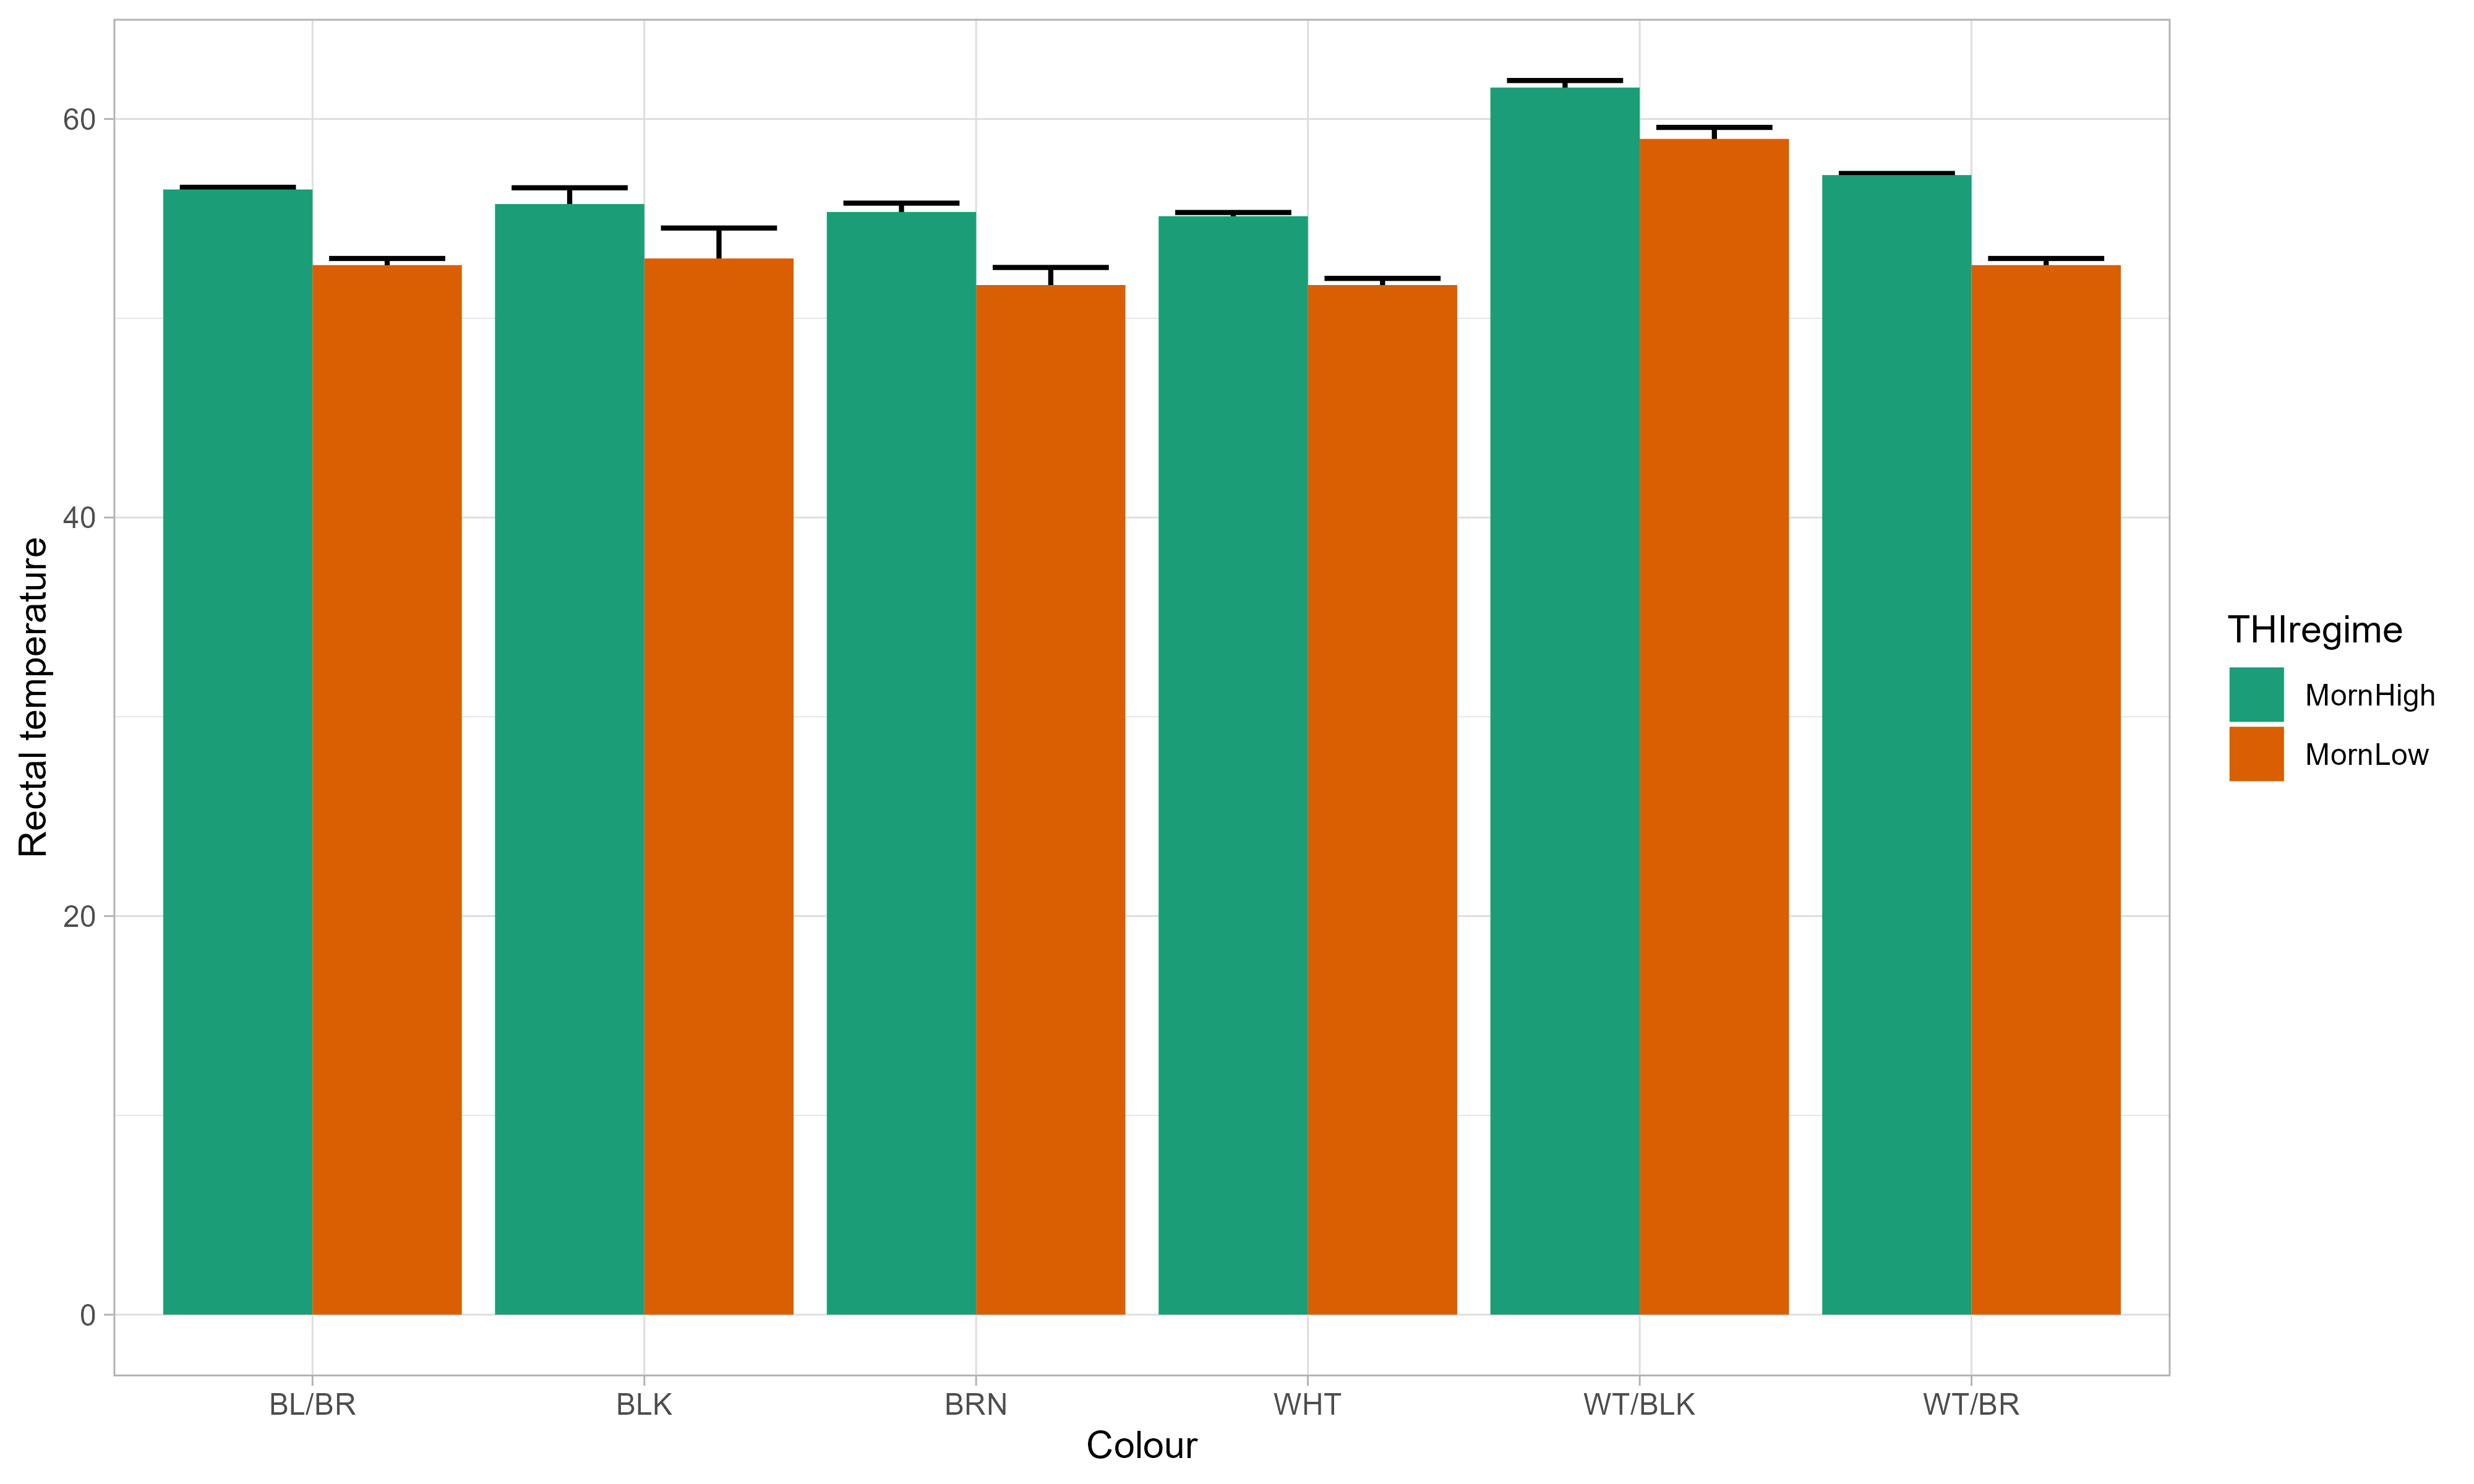 60
40
20
0
Rectal temperature
BL/BR BLK BRN WHT WT/BLK WT/BR
Colour
THIregime
MornHigh
MornLow